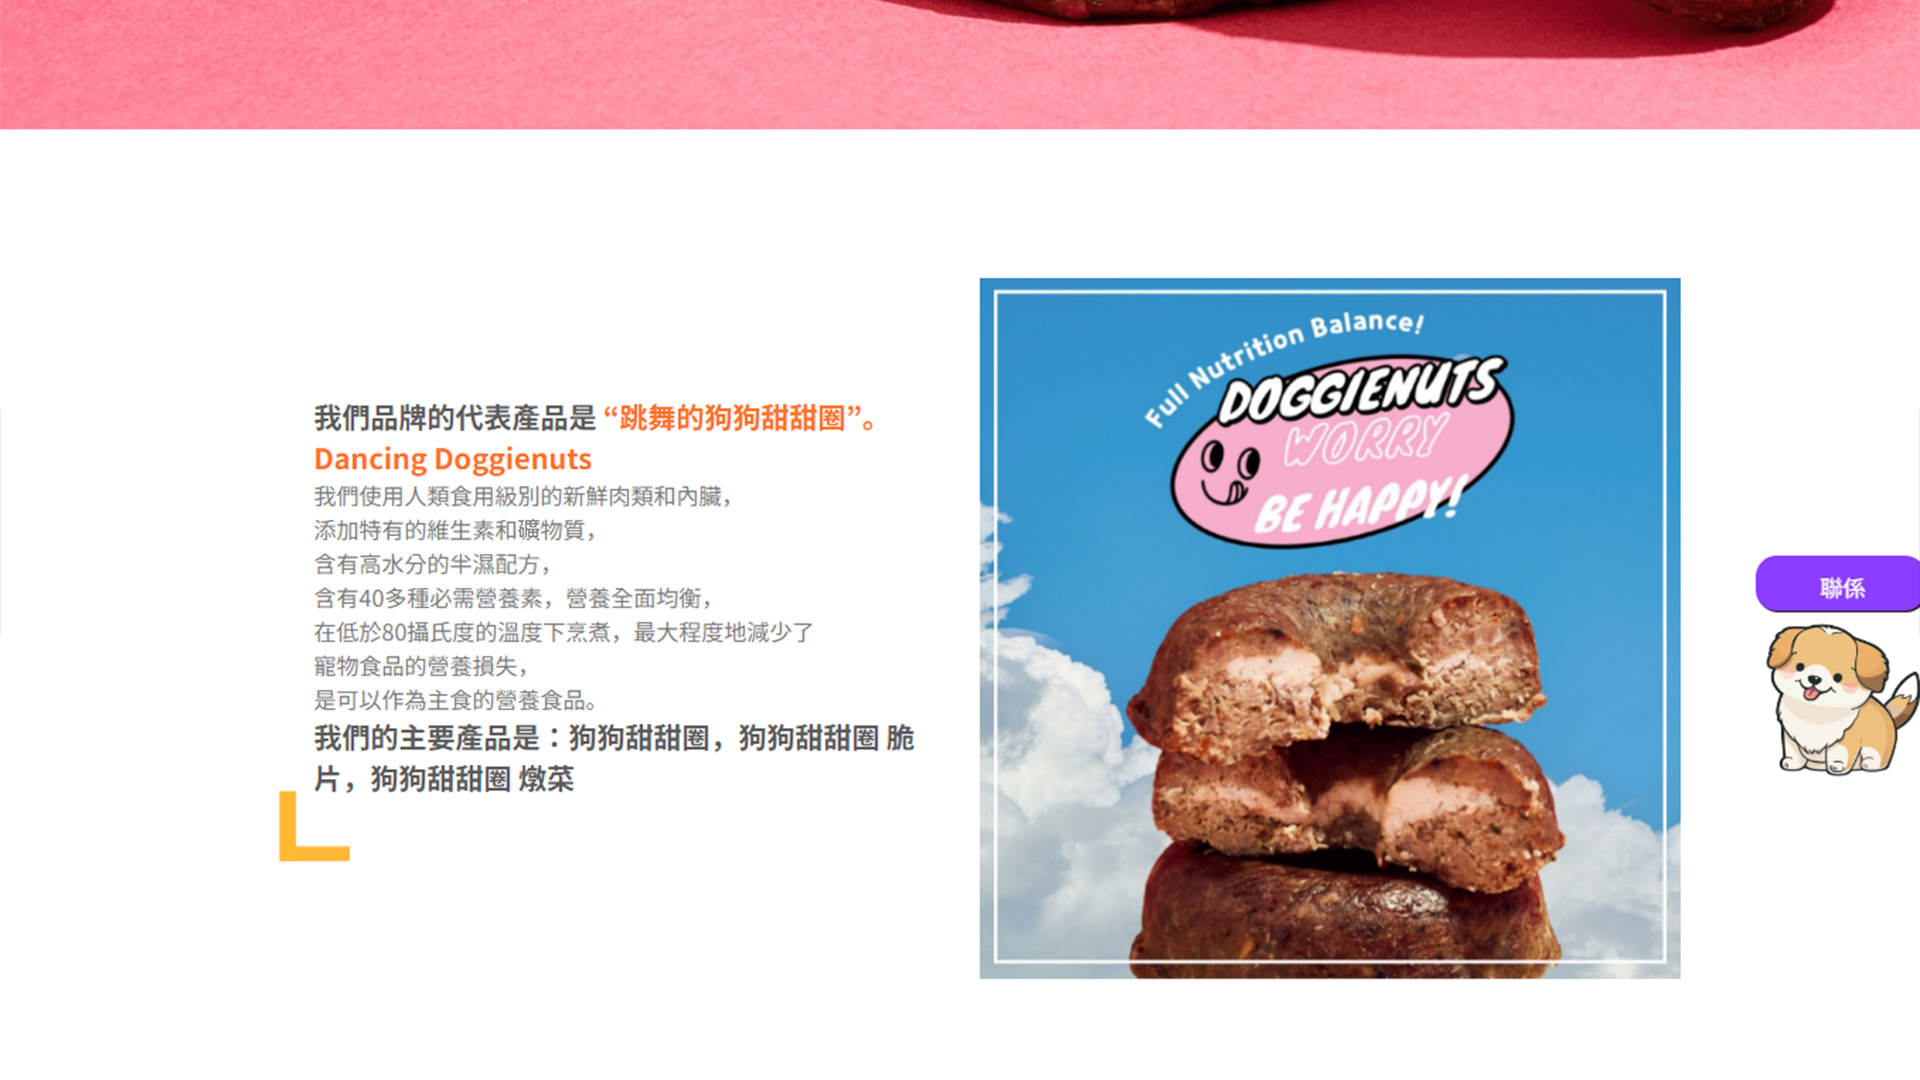 我們品牌的代表產品是 “跳舞的狗狗甜甜圈”。
Dancing Doggienuts
我們使用人類食用級別的新鮮肉類和內臟，
添加特有的維生素和礦物質，
含有高水分的半濕配方，
含有40多種必需營養素，營養全面均衡，
在低於80攝氏度的溫度下烹煮，最大程度地減少了
寵物食品的營養損失，
是可以作為主食的營養食品。
我們的主要產品是：狗狗甜甜圈，狗狗甜甜圈 脆
片，狗狗甜甜圈 燉菜
Full Nutrition Balance!
DOGGIENUTS
WORRY
BE HAPPY!
聯係